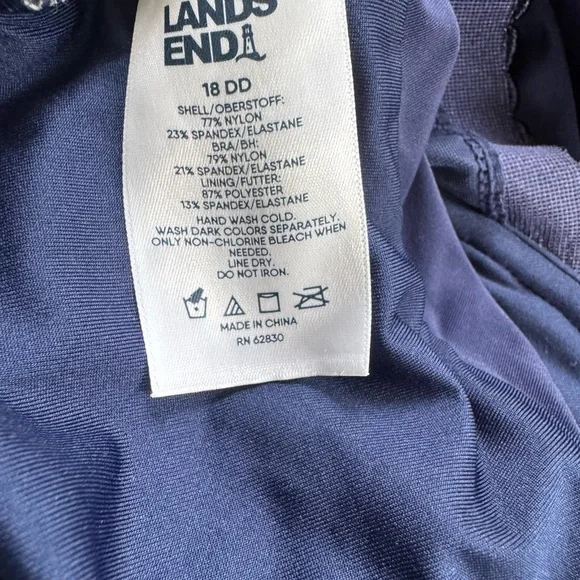 LANDS'
END
18 DD
SHELL/OBERSTOFF:
77% NYLON
23% SPANDEX/ELASTANE
BRA/BH:
79% NYLON
21% SPANDEX/ELASTANE
LINING/FUTTER:
87% POLYESTER
13% SPANDEX/ELASTANE
HAND WASH COLD.
WASH DARK COLORS SEPARATELY.
ONLY NON-CHLORINE BLEACH WHEN
NEEDED.
LINE DRY.
DO NOT IRON.
MADE IN CHINA
RN 62830